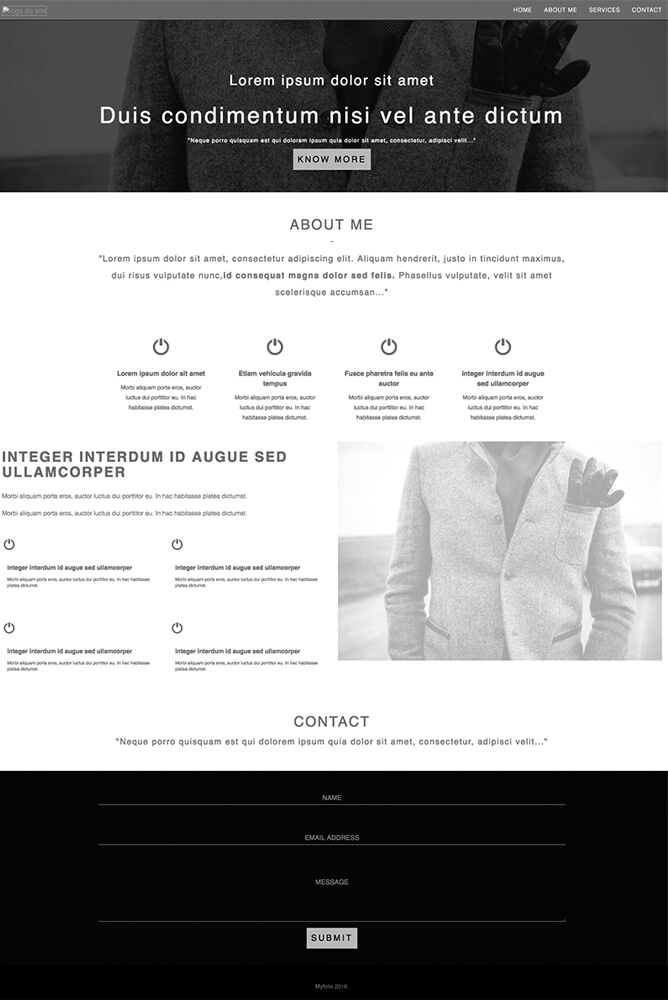 logo do site
HOME ABOUT ME SERVICES CONTACT
Lorem ipsum dolor sit amet
Duis condimentum nisi vel ante dictum
"Neque porro quisquam est qui dolorem ipsum quia dolor sit amet, consectetur, adipisci velit..."
KNOW MORE
ABOUT ME
–
"Lorem ipsum dolor sit amet, consectetur adipiscing elit. Aliquam hendrerit, justo in tincidunt maximus,
dui risus vulputate nunc,id consequat magna dolor sed felis. Phasellus vulputate, velit sit amet
scelerisque accumsan..."
Lorem ipsum dolor sit amet
Morbi aliquam porta eros, auctor
luctus dui porttitor eu. In hac
habitasse platea dictumst.
Etiam vehicula gravida
tempus
Morbi aliquam porta eros, auctor
luctus dui porttitor eu. In hac
habitasse platea dictumst.
Fusce pharetra felis eu ante
auctor
Morbi aliquam porta eros, auctor
luctus dui porttitor eu. In hac
habitasse platea dictumst.
Integer interdum id augue
sed ullamcorper
Morbi aliquam porta eros, auctor
luctus dui porttitor eu. In hac
habitasse platea dictumst.
INTEGER INTERDUM ID AUGUE SED
ULLAMCORPER
Morbi aliquam porta eros, auctor luctus dui porttitor eu. In hac habitasse platea dictumst.
Morbi aliquam porta eros, auctor luctus dui porttitor eu. In hac habitasse platea dictumst.
Integer interdum id augue sed ullamcorper
Morbi aliquam porta eros, auctor luctus dui porttitor eu. In hac habitasse
platea dictumst.
Integer interdum id augue sed ullamcorper
Morbi aliquam porta eros, auctor luctus dui porttitor eu. In hac habitasse
platea dictumst.
Integer interdum id augue sed ullamcorper
Morbi aliquam porta eros, auctor luctus dui porttitor eu. In hac habitasse
platea dictumst.
Integer interdum id augue sed ullamcorper
Morbi aliquam porta eros, auctor luctus dui porttitor eu. In hac habitasse
platea dictumst.
CONTACT
"Neque porro quisquam est qui dolorem ipsum quia dolor sit amet, consectetur, adipisci velit..."
NAME
EMAIL ADDRESS
MESSAGE
SUBMIT
Myfolio 2016.